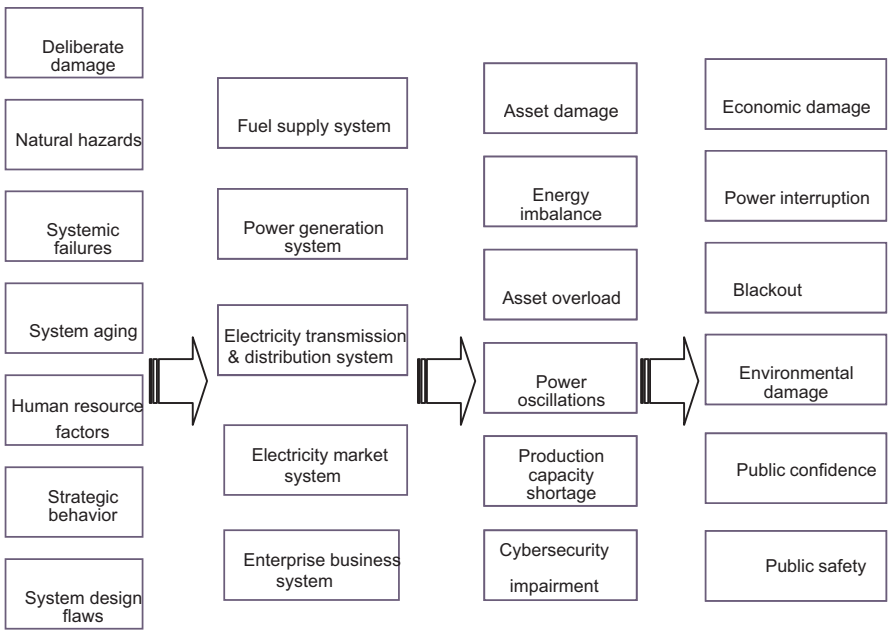 Deliberate
damage
Natural hazards
Systemic
failures
System aging
Human resource
factors
Strategic
behavior
System design
flaws
Fuel supply system
Power generation
system
Electricity transmission
& distribution system
Electricity market
system
Enterprise business
system
Asset damage
Energy
imbalance
Asset overload
Power
oscillations
Production
capacity
shortage
Cybersecurity
impairment
Economic damage
Power interruption
Blackout
Environmental
damage
Public confidence
Public safety